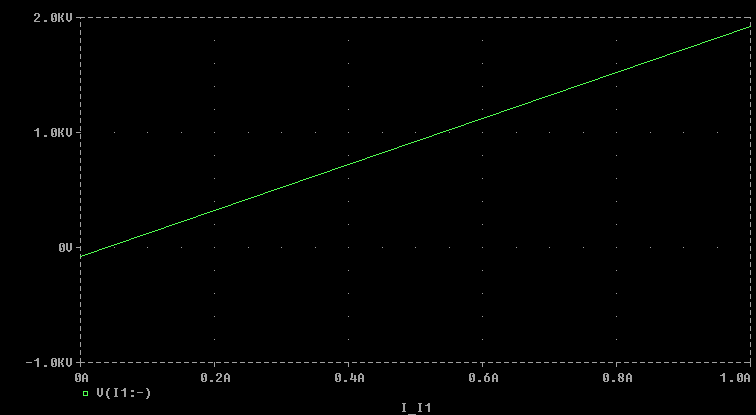 2.0KV
1.0KV
0V
-1.0KV
0A 0.2A 0.4A 0.6A 0.8A 1.0A
V(I1:-)
I_I1